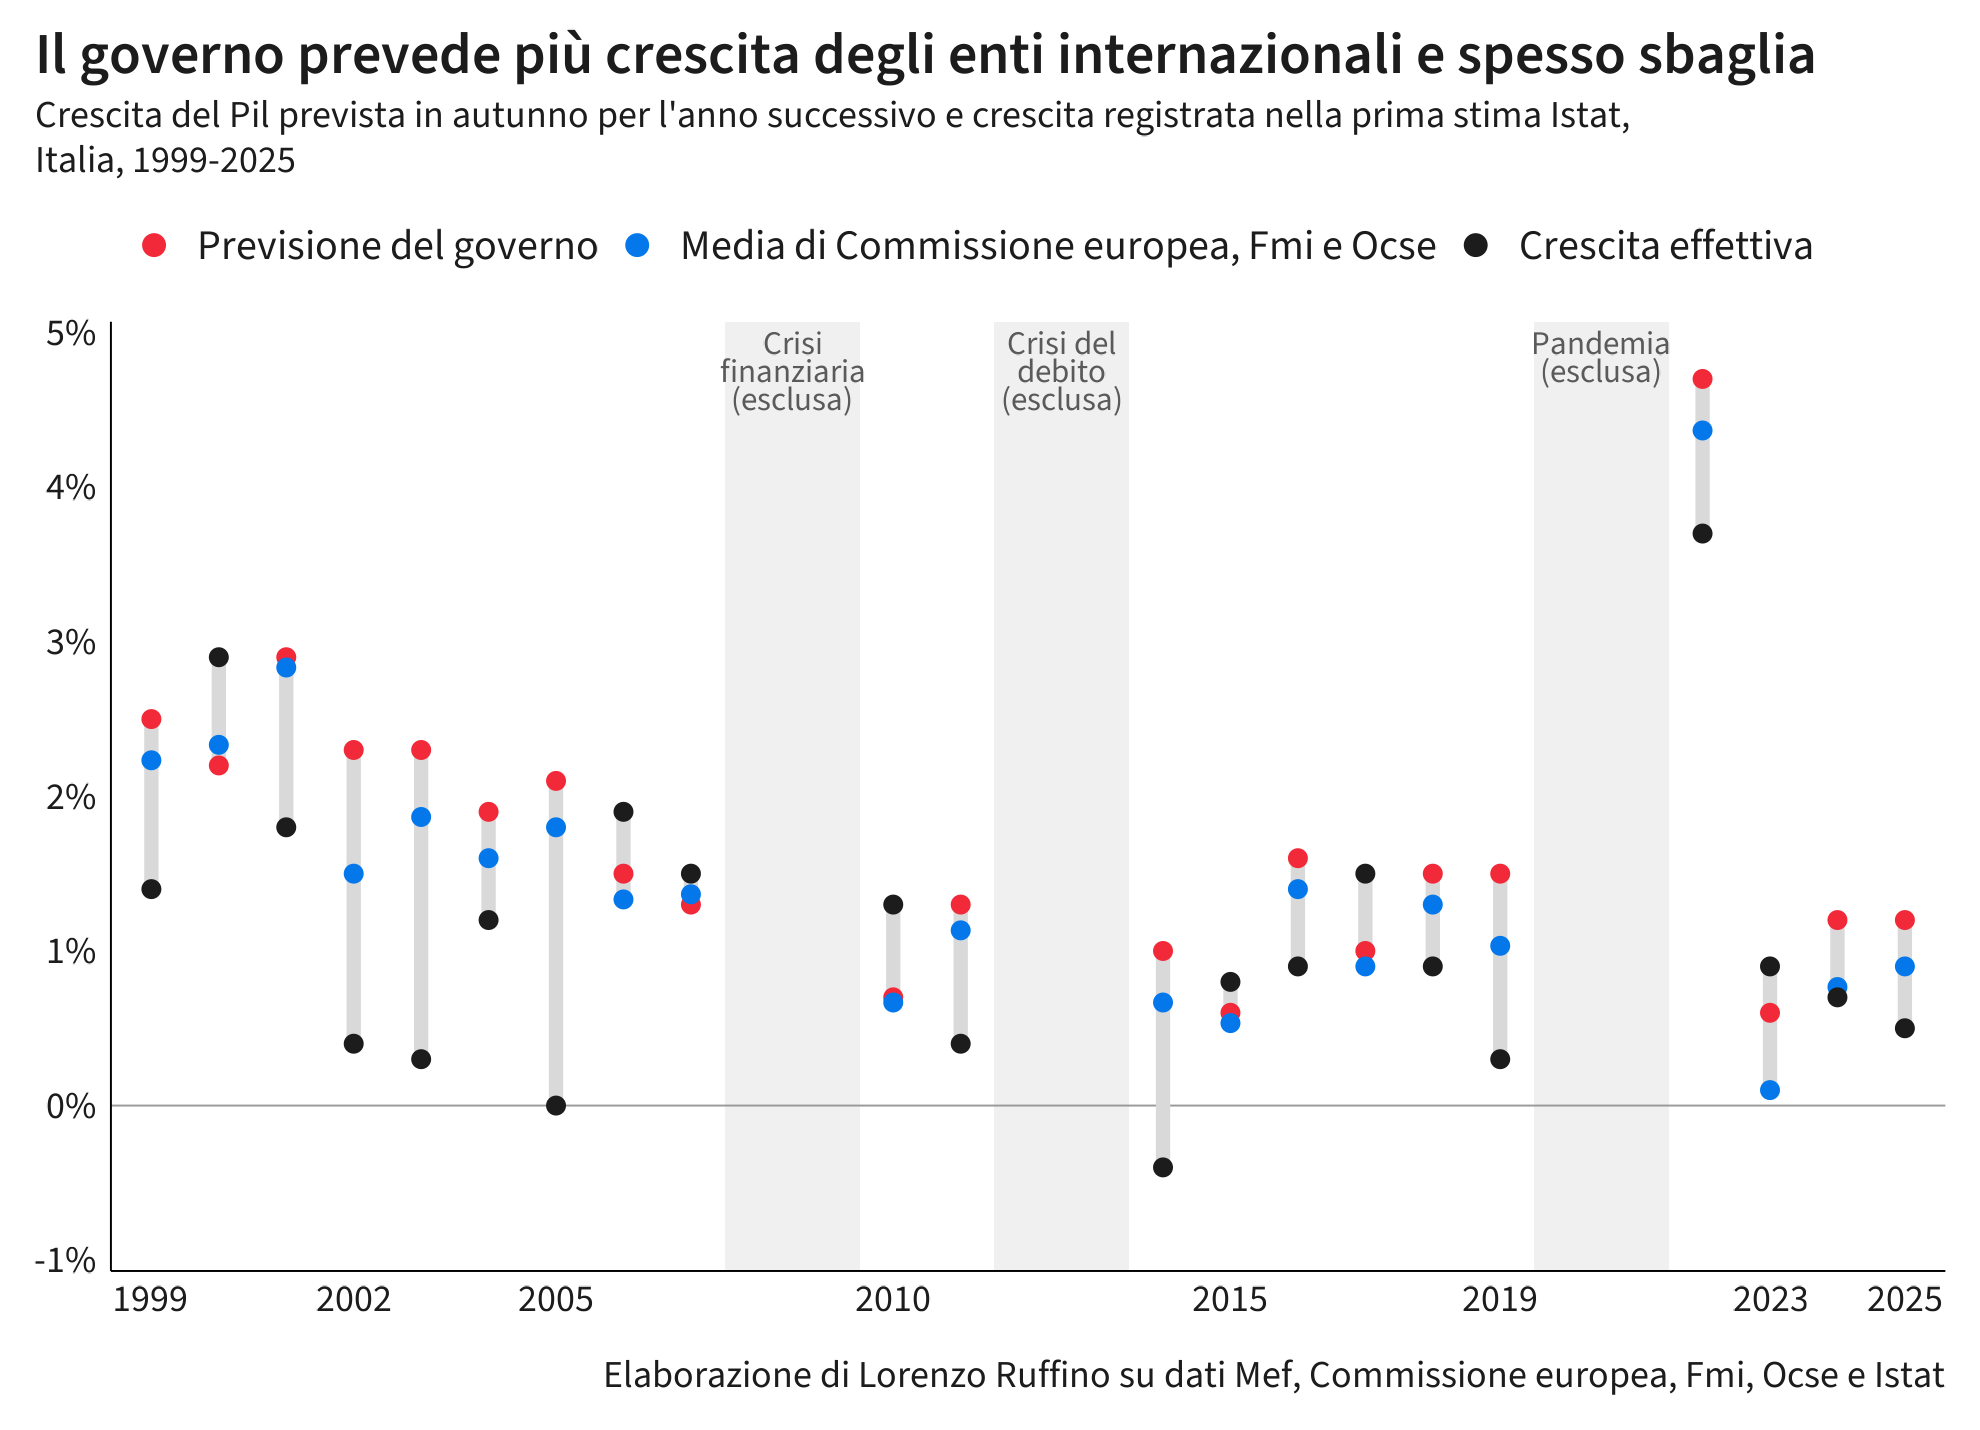 Il governo prevede più crescita degli enti internazionali e spesso sbaglia
Crescita del Pil prevista in autunno per l'anno successivo e crescita registrata nella prima stima Istat,
Italia, 1999-2025
Previsione del governo Media di Commissione europea, Fmi e Ocse Crescita effettiva
5%
Crisi
finanziaria
(esclusa)
Crisi del
debito
(esclusa)
Pandemia
(esclusa)
4%
3%
2%
1%
0%
-1%
1999 2002 2005 2010 2015 2019 2023 2025
Elaborazione di Lorenzo Ruffino su dati Mef, Commissione europea, Fmi, Ocse e Istat